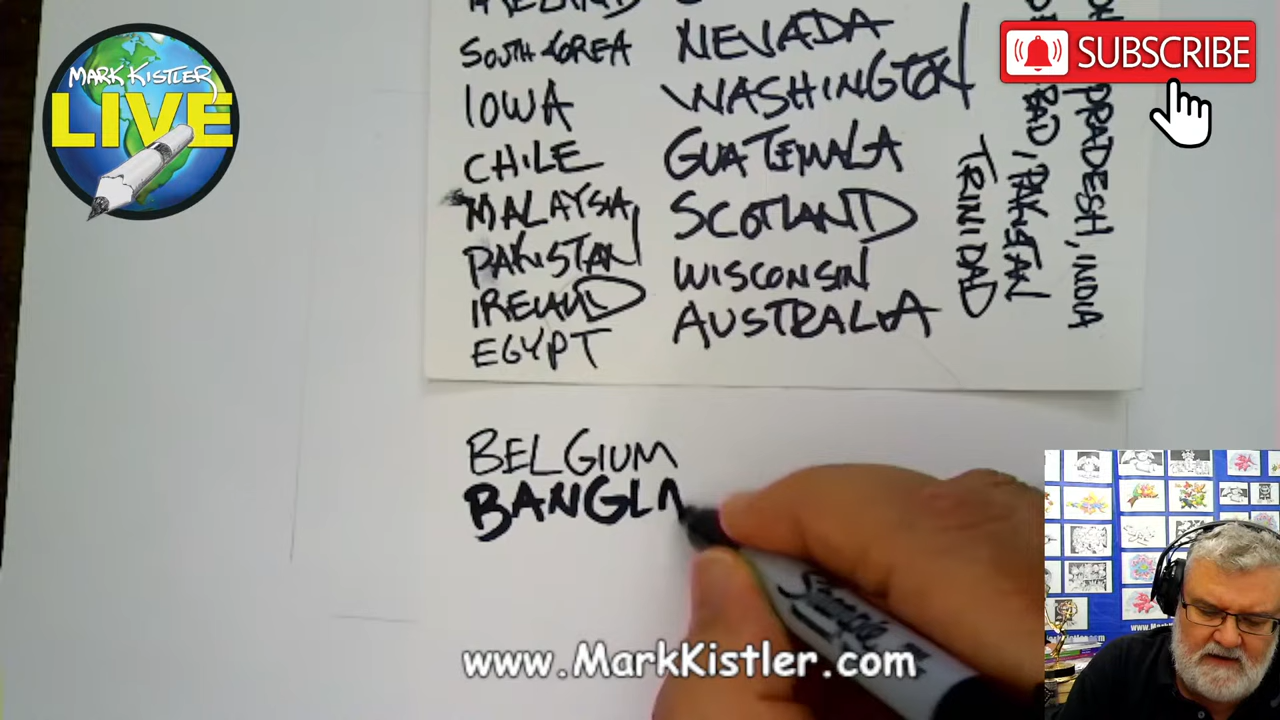 MARK KISTLER
LIVE
SUBSCRIBE
SOUTH KOREA
IOWA
CHILE
MALAYSIA
PAKISTAN
IRELAND
EGYPT
NEVADA
WASHINGTON
GUATEMALA
SCOTLAND
WISCONSIN
AUSTRALIA
TRINIDAD
PAKISTAN
PRADESH, INDIA
BELGIUM
BANGLA
Sharpie
www.MarkKistler.com